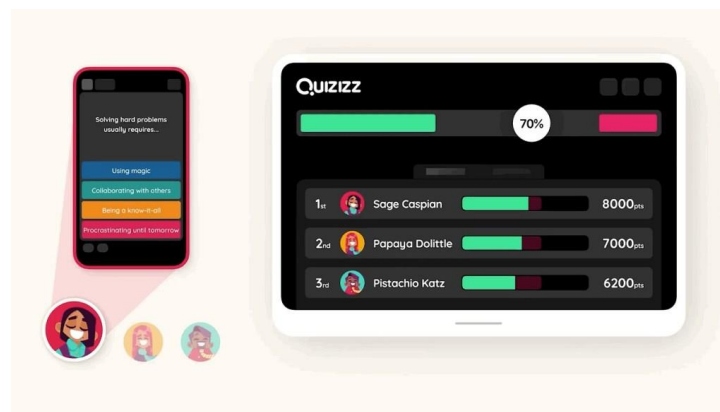 Solving hard problems
usually requires...
Using magic
Collaborating with others
Being a know-it-all
Procrastinating until tomorrow
Quizizz
70%
1st Sage Caspian 8000pts
2nd Papaya Dolittle 7000pts
3rd Pistachio Katz 6200pts